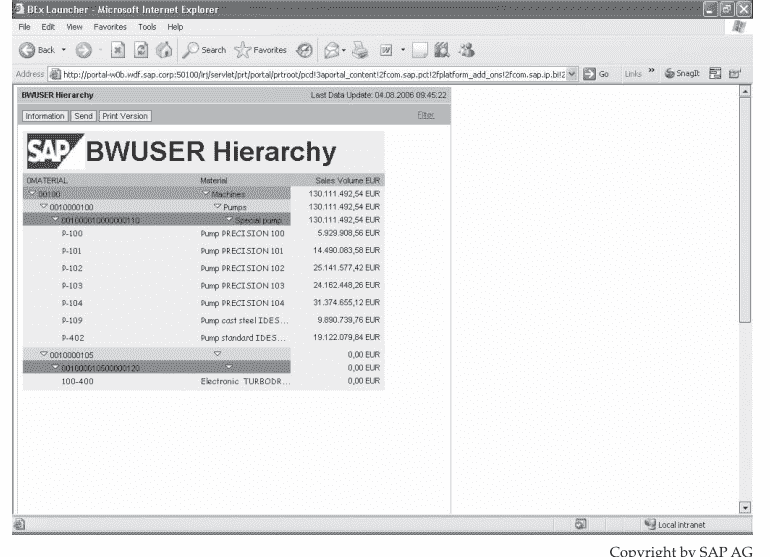 BEx Launcher - Microsoft Internet Explorer
File Edit View Favorites Tools Help
Back Search Favorites
Address http://portal-w0b.wdf.sap.corp:50100/irj/servlet/prt/portal/prtroot/pcd!3aportal_content!2fcom.sap.pct!2fplatform_add_ons!2fcom.sap.ip.bi!2 Go Links » SnagIt
BWUSER Hierarchy Last Data Update: 04.08.2006 09:45:22
Information Send Print Version Filter
SAP BWUSER Hierarchy
0MATERIAL Material Sales Volume EUR
00100 Machines 130.111.492,54 EUR
0010000100 Pumps 130.111.492,54 EUR
001000010000000110 Special pump 130.111.492,54 EUR
P-100 Pump PRECISION 100 5.929.908,56 EUR
P-101 Pump PRECISION 101 14.490.083,58 EUR
P-102 Pump PRECISION 102 25.141.577,42 EUR
P-103 Pump PRECISION 103 24.162.448,26 EUR
P-104 Pump PRECISION 104 31.374.655,12 EUR
P-109 Pump cast steel IDES... 9.890.739,76 EUR
P-402 Pump standard IDES... 19.122.079,84 EUR
0010000105 0,00 EUR
001000010500000120 0,00 EUR
100-400 Electronic TURBODR... 0,00 EUR
Local intranet
Copyright by SAP AG